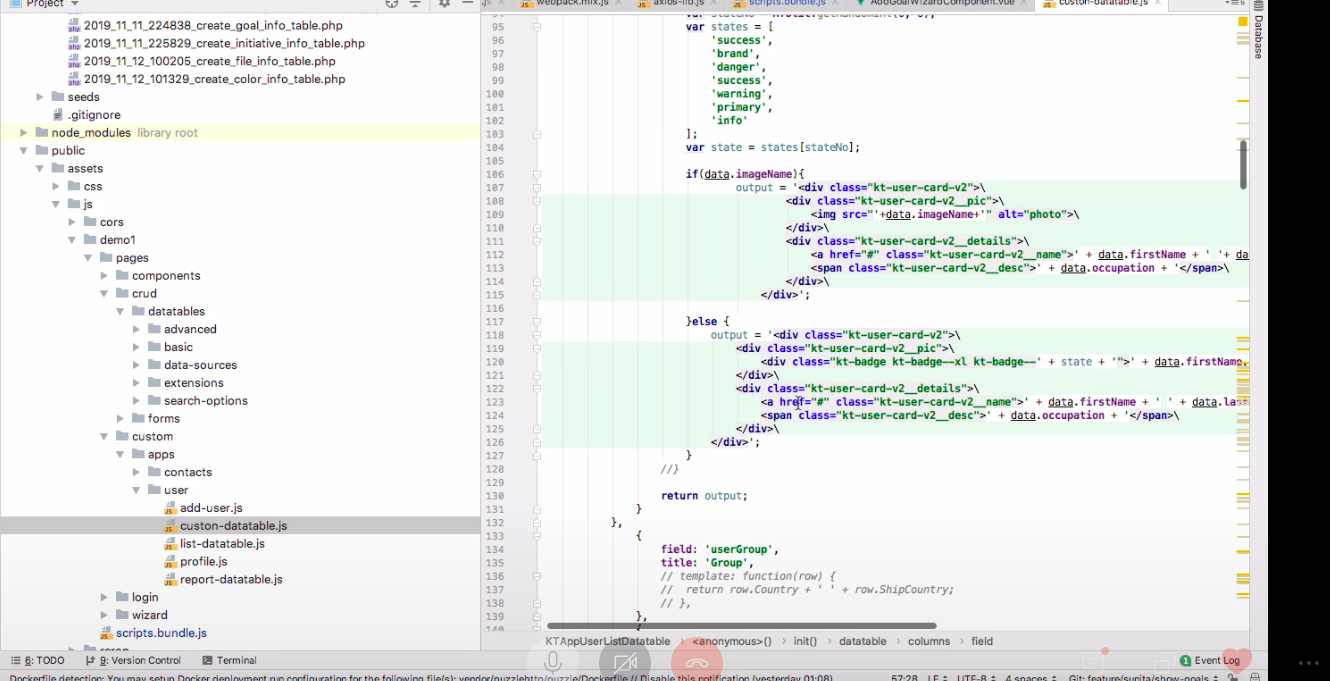 Project
webpack.mix.js
axios-lib.js
scripts.bundle.js
AddGoalWizardComponent.vue
custon-datatable.js
Database
2019_11_11_224838_create_goal_info_table.php
2019_11_11_225829_create_initiative_info_table.php
2019_11_12_100205_create_file_info_table.php
2019_11_12_101329_create_color_info_table.php
seeds
.gitignore
node_modules library root
public
assets
css
js
cors
demo1
pages
components
crud
datatables
advanced
basic
data-sources
extensions
search-options
forms
custom
apps
contacts
user
add-user.js
custon-datatable.js
list-datatable.js
profile.js
report-datatable.js
login
wizard
scripts.bundle.js
95 var states = [
96 'success',
97 'brand',
98 'danger',
99 'success',
100 'warning',
101 'primary',
102 'info'
103 ];
104 var state = states[stateNo];
105
106 if(data.imageName){
107 output = '<div class="kt-user-card-v2">\
108 <div class="kt-user-card-v2__pic">\
109 <img src="'+data.imageName+'" alt="photo">\
110 </div>\
111 <div class="kt-user-card-v2__details">\
112 <a href="#" class="kt-user-card-v2__name">' + data.firstName + ' '+ da
113 <span class="kt-user-card-v2__desc">' + data.occupation + '</span>\
114 </div>\
115 </div>';
116
117 }else {
118 output = '<div class="kt-user-card-v2">\
119 <div class="kt-user-card-v2__pic">\
120 <div class="kt-badge kt-badge--xl kt-badge--' + state + '">' + data.firstName.
121 </div>\
122 <div class="kt-user-card-v2__details">\
123 <a href="#" class="kt-user-card-v2__name">' + data.firstName + ' ' + data.las
124 <span class="kt-user-card-v2__desc">' + data.occupation + '</span>\
125 </div>\
126 </div>';
127 }
128 //}
129
130 return output;
131 }
132 },
133 {
134 field: 'userGroup',
135 title: 'Group',
136 // template: function(row) {
137 // return row.Country + ' ' + row.ShipCountry;
138 // },
139 },
140 {
KTAppUserListDatatable > <anonymous>() > init() > datatable > columns > field
6: TODO 9: Version Control Terminal 1 Event Log
Dockerfile detection: You may setup Docker deployment run configuration for the following file(s): vendor/guzzlehttp/guzzle/Dockerfile // Disable this notification (yesterday 01:08) 57:28 LF UTF-8 4 spaces Git: feature/sunita/show-goals